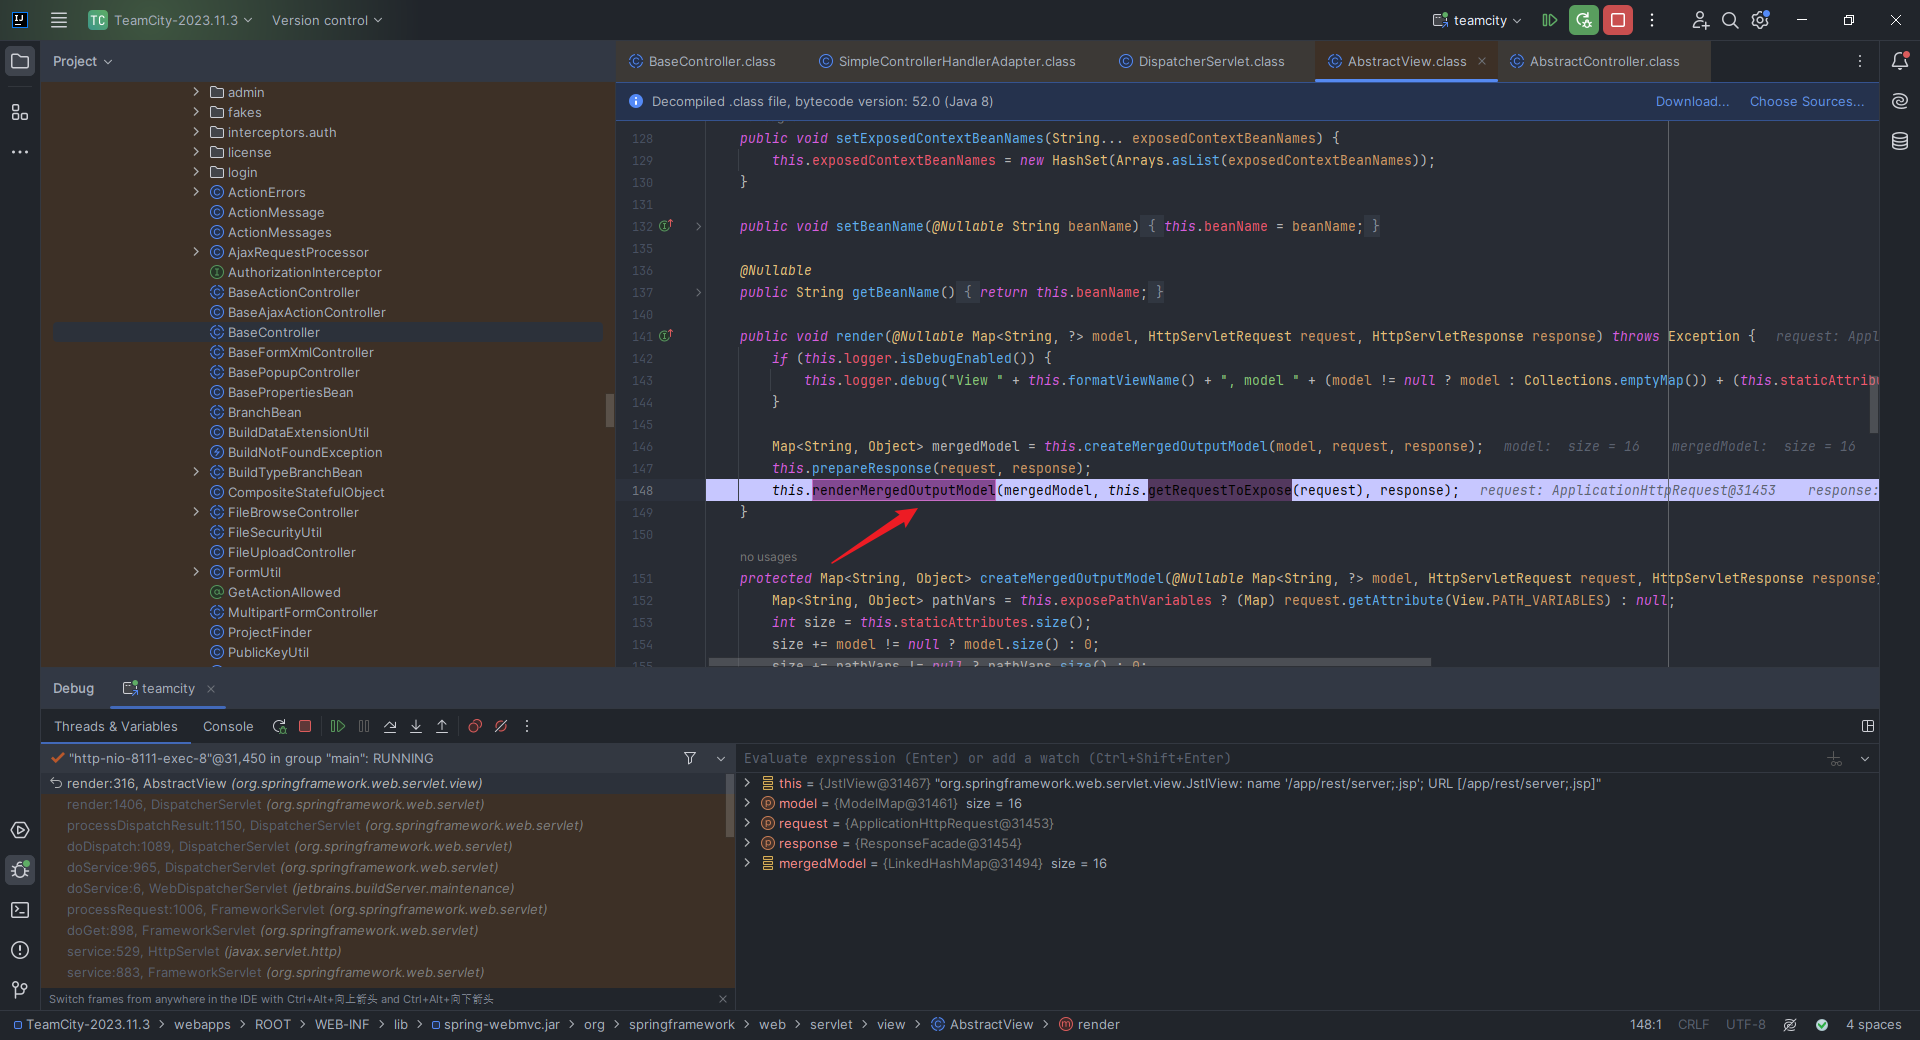 TC TeamCity-2023.11.3 Version control teamcity
Project
BaseController.class SimpleControllerHandlerAdapter.class DispatcherServlet.class AbstractView.class AbstractController.class
Decompiled .class file, bytecode version: 52.0 (Java 8) Download... Choose Sources...
admin
fakes
interceptors.auth
license
login
ActionErrors
ActionMessage
ActionMessages
AjaxRequestProcessor
AuthorizationInterceptor
BaseActionController
BaseAjaxActionController
BaseController
BaseFormXmlController
BasePopupController
BasePropertiesBean
BranchBean
BuildDataExtensionUtil
BuildNotFoundException
BuildTypeBranchBean
CompositeStatefulObject
FileBrowseController
FileSecurityUtil
FileUploadController
FormUtil
GetActionAllowed
MultipartFormController
ProjectFinder
PublicKeyUtil
128 public void setExposedContextBeanNames(String... exposedContextBeanNames) {
129 this.exposedContextBeanNames = new HashSet(Arrays.asList(exposedContextBeanNames));
130 }
131
132 public void setBeanName(@Nullable String beanName) { this.beanName = beanName; }
135
136 @Nullable
137 public String getBeanName() { return this.beanName; }
140
141 public void render(@Nullable Map<String, ?> model, HttpServletRequest request, HttpServletResponse response) throws Exception { request: Appl
142 if (this.logger.isDebugEnabled()) {
143 this.logger.debug("View " + this.formatViewName() + ", model " + (model != null ? model : Collections.emptyMap()) + (this.staticAttribu
144 }
145
146 Map<String, Object> mergedModel = this.createMergedOutputModel(model, request, response); model: size = 16 mergedModel: size = 16
147 this.prepareResponse(request, response);
148 this.renderMergedOutputModel(mergedModel, this.getRequestToExpose(request), response); request: ApplicationHttpRequest@31453 response:
149 }
150
no usages
151 protected Map<String, Object> createMergedOutputModel(@Nullable Map<String, ?> model, HttpServletRequest request, HttpServletResponse response)
152 Map<String, Object> pathVars = this.exposePathVariables ? (Map) request.getAttribute(View.PATH_VARIABLES) : null;
153 int size = this.staticAttributes.size();
154 size += model != null ? model.size() : 0;
155 size += pathVars != null ? pathVars.size() : 0;
Debug teamcity
Threads & Variables Console
"http-nio-8111-exec-8"@31,450 in group "main": RUNNING
render:316, AbstractView (org.springframework.web.servlet.view)
render:1406, DispatcherServlet (org.springframework.web.servlet)
processDispatchResult:1150, DispatcherServlet (org.springframework.web.servlet)
doDispatch:1089, DispatcherServlet (org.springframework.web.servlet)
doService:965, DispatcherServlet (org.springframework.web.servlet)
doService:6, WebDispatcherServlet (jetbrains.buildServer.maintenance)
processRequest:1006, FrameworkServlet (org.springframework.web.servlet)
doGet:898, FrameworkServlet (org.springframework.web.servlet)
service:529, HttpServlet (javax.servlet.http)
service:883, FrameworkServlet (org.springframework.web.servlet)
Switch frames from anywhere in the IDE with Ctrl+Alt+向上箭头 and Ctrl+Alt+向下箭头
Evaluate expression (Enter) or add a watch (Ctrl+Shift+Enter)
this = {JstlView@31467} "org.springframework.web.servlet.view.JstlView: name '/app/rest/server;.jsp'; URL [/app/rest/server;.jsp]"
model = {ModelMap@31461} size = 16
request = {ApplicationHttpRequest@31453}
response = {ResponseFacade@31454}
mergedModel = {LinkedHashMap@31494} size = 16
TeamCity-2023.11.3 webapps ROOT WEB-INF lib spring-webmvc.jar org springframework web servlet view AbstractView render 148:1 CRLF UTF-8 4 spaces